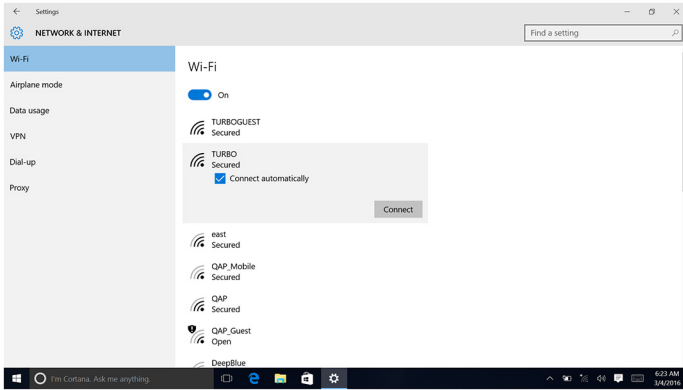 Settings
NETWORK & INTERNET
Find a setting
Wi-Fi
Airplane mode
Data usage
VPN
Dial-up
Proxy
Wi-Fi
On
TURBOGUEST
Secured
TURBO
Secured
Connect automatically
Connect
east
Secured
QAP_Mobile
Secured
QAP
Secured
QAP_Guest
Open
DeepBlue
I'm Cortana. Ask me anything.
6:23 AM
3/4/2016